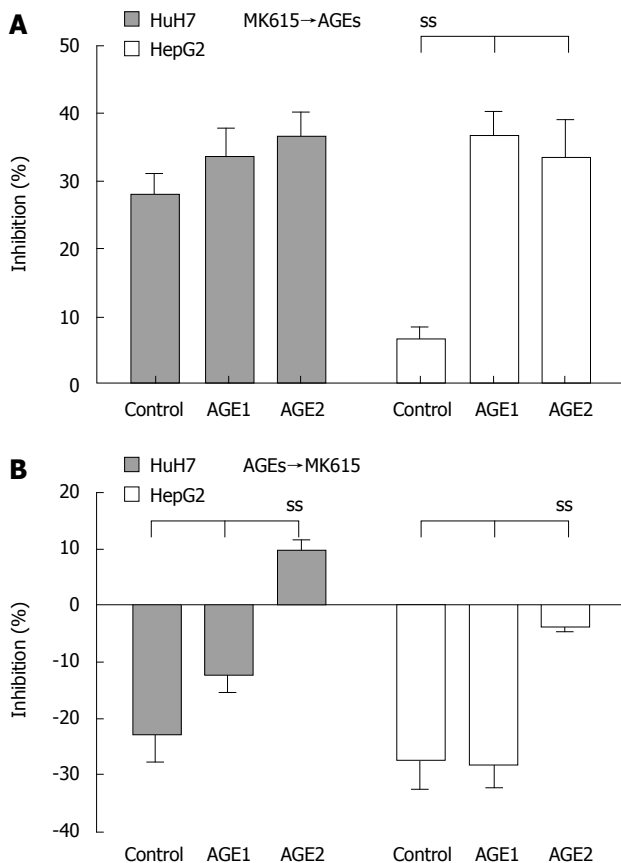 A
HuH7 MK615→AGEs ss
HepG2
50
40
30
20
10
0
Inhibition (%)
Control AGE1 AGE2 Control AGE1 AGE2
B
HuH7 AGEs→MK615
HepG2
20
ss ss
10
0
-10
-20
-30
-40
Inhibition (%)
Control AGE1 AGE2 Control AGE1 AGE2